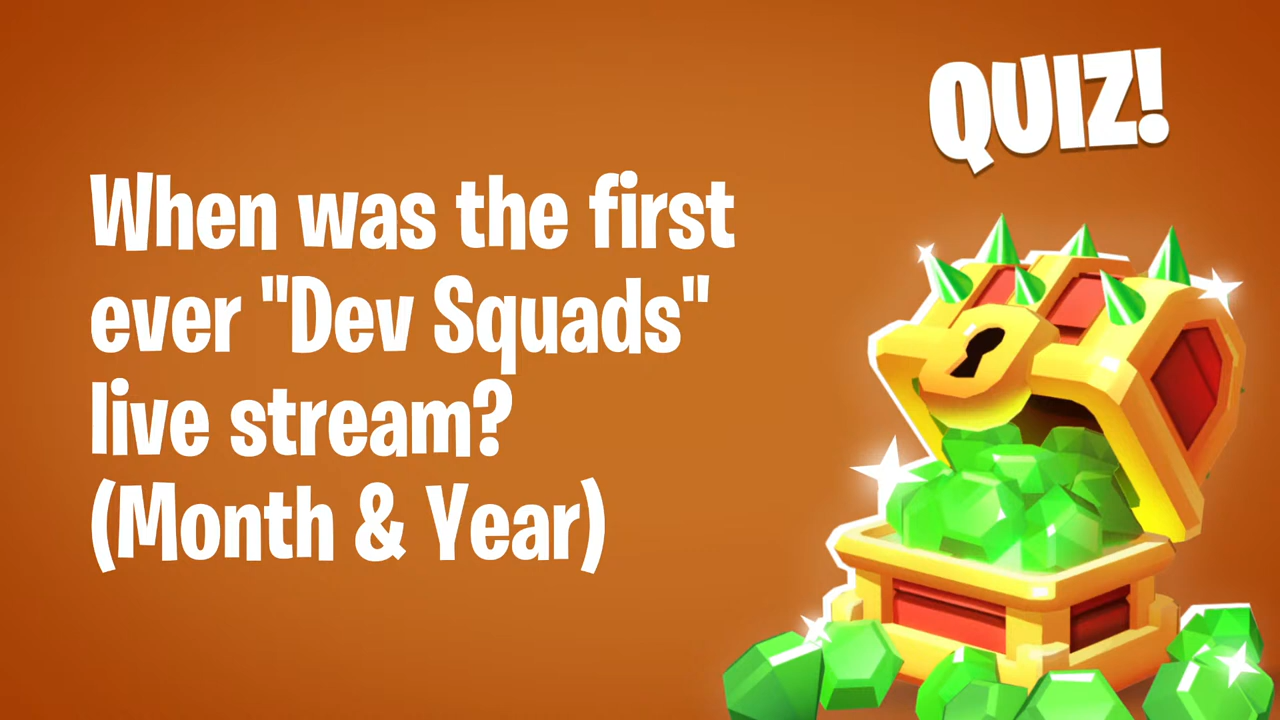 QUIZ!
When was the first
ever "Dev Squads"
live stream?
(Month & Year)